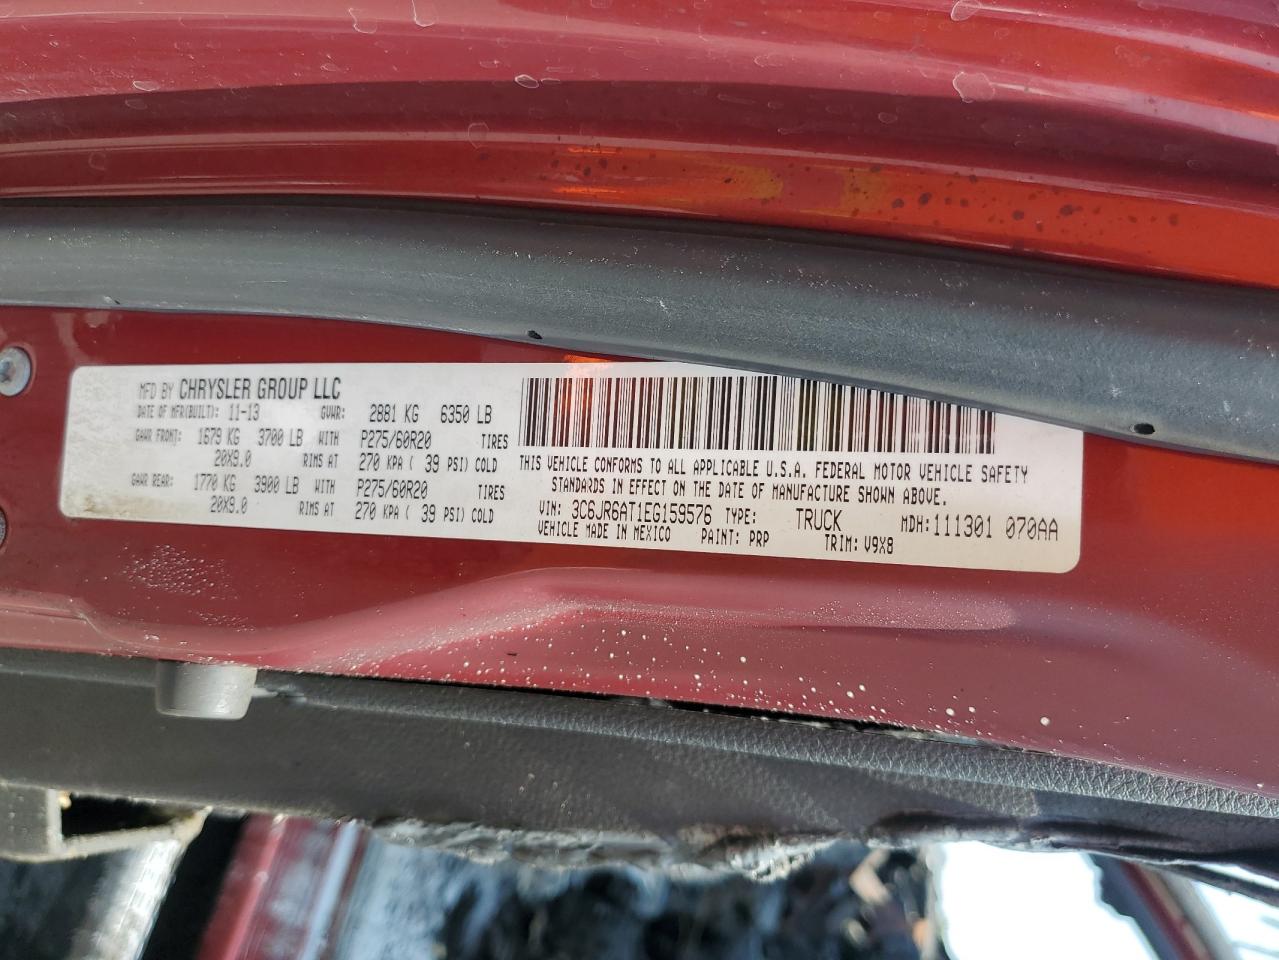 MFD BY CHRYSLER GROUP LLC
DATE OF MFR(BUILT): 11-13 GVWR: 2881 KG 6350 LB
GAWR FRONT: 1679 KG 3700 LB WITH P275/60R20 TIRES
20X9.0 RIMS AT 270 KPA ( 39 PSI) COLD
GAWR REAR: 1770 KG 3900 LB WITH P275/60R20 TIRES
20X9.0 RIMS AT 270 KPA ( 39 PSI) COLD
THIS VEHICLE CONFORMS TO ALL APPLICABLE U.S.A. FEDERAL MOTOR VEHICLE SAFETY
STANDARDS IN EFFECT ON THE DATE OF MANUFACTURE SHOWN ABOVE.
VIN: 3C6JR6AT1EG159576 TYPE: TRUCK MDH: 111301 070AA
VEHICLE MADE IN MEXICO PAINT: PRP TRIM: V9X8